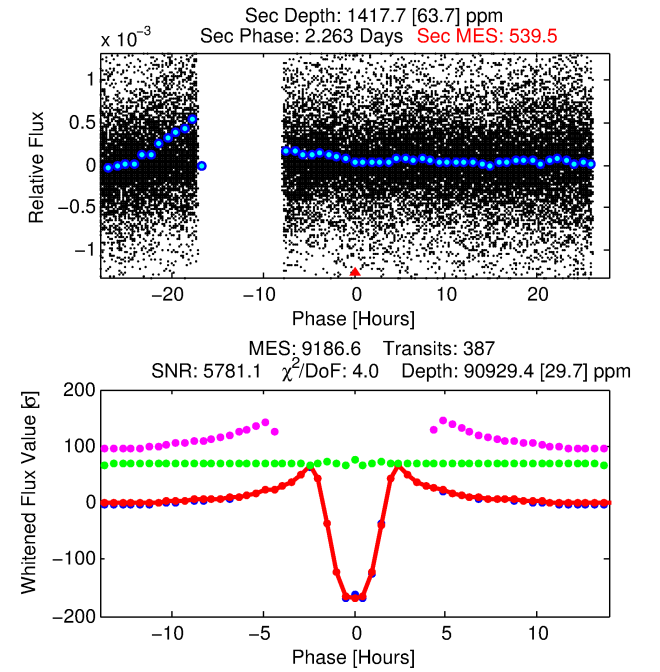 Sec Depth: 1417.7 [63.7] ppm
Sec Phase: 2.263 Days Sec MES: 539.5
x 10⁻³
1
0.5
0
−0.5
−1
Relative Flux
−20 −10 0 10 20
Phase [Hours]
MES: 9186.6 Transits: 387
SNR: 5781.1 χ²/DoF: 4.0 Depth: 90929.4 [29.7] ppm
200
100
0
−100
−200
Whitened Flux Value [σ]
−10 −5 0 5 10
Phase [Hours]